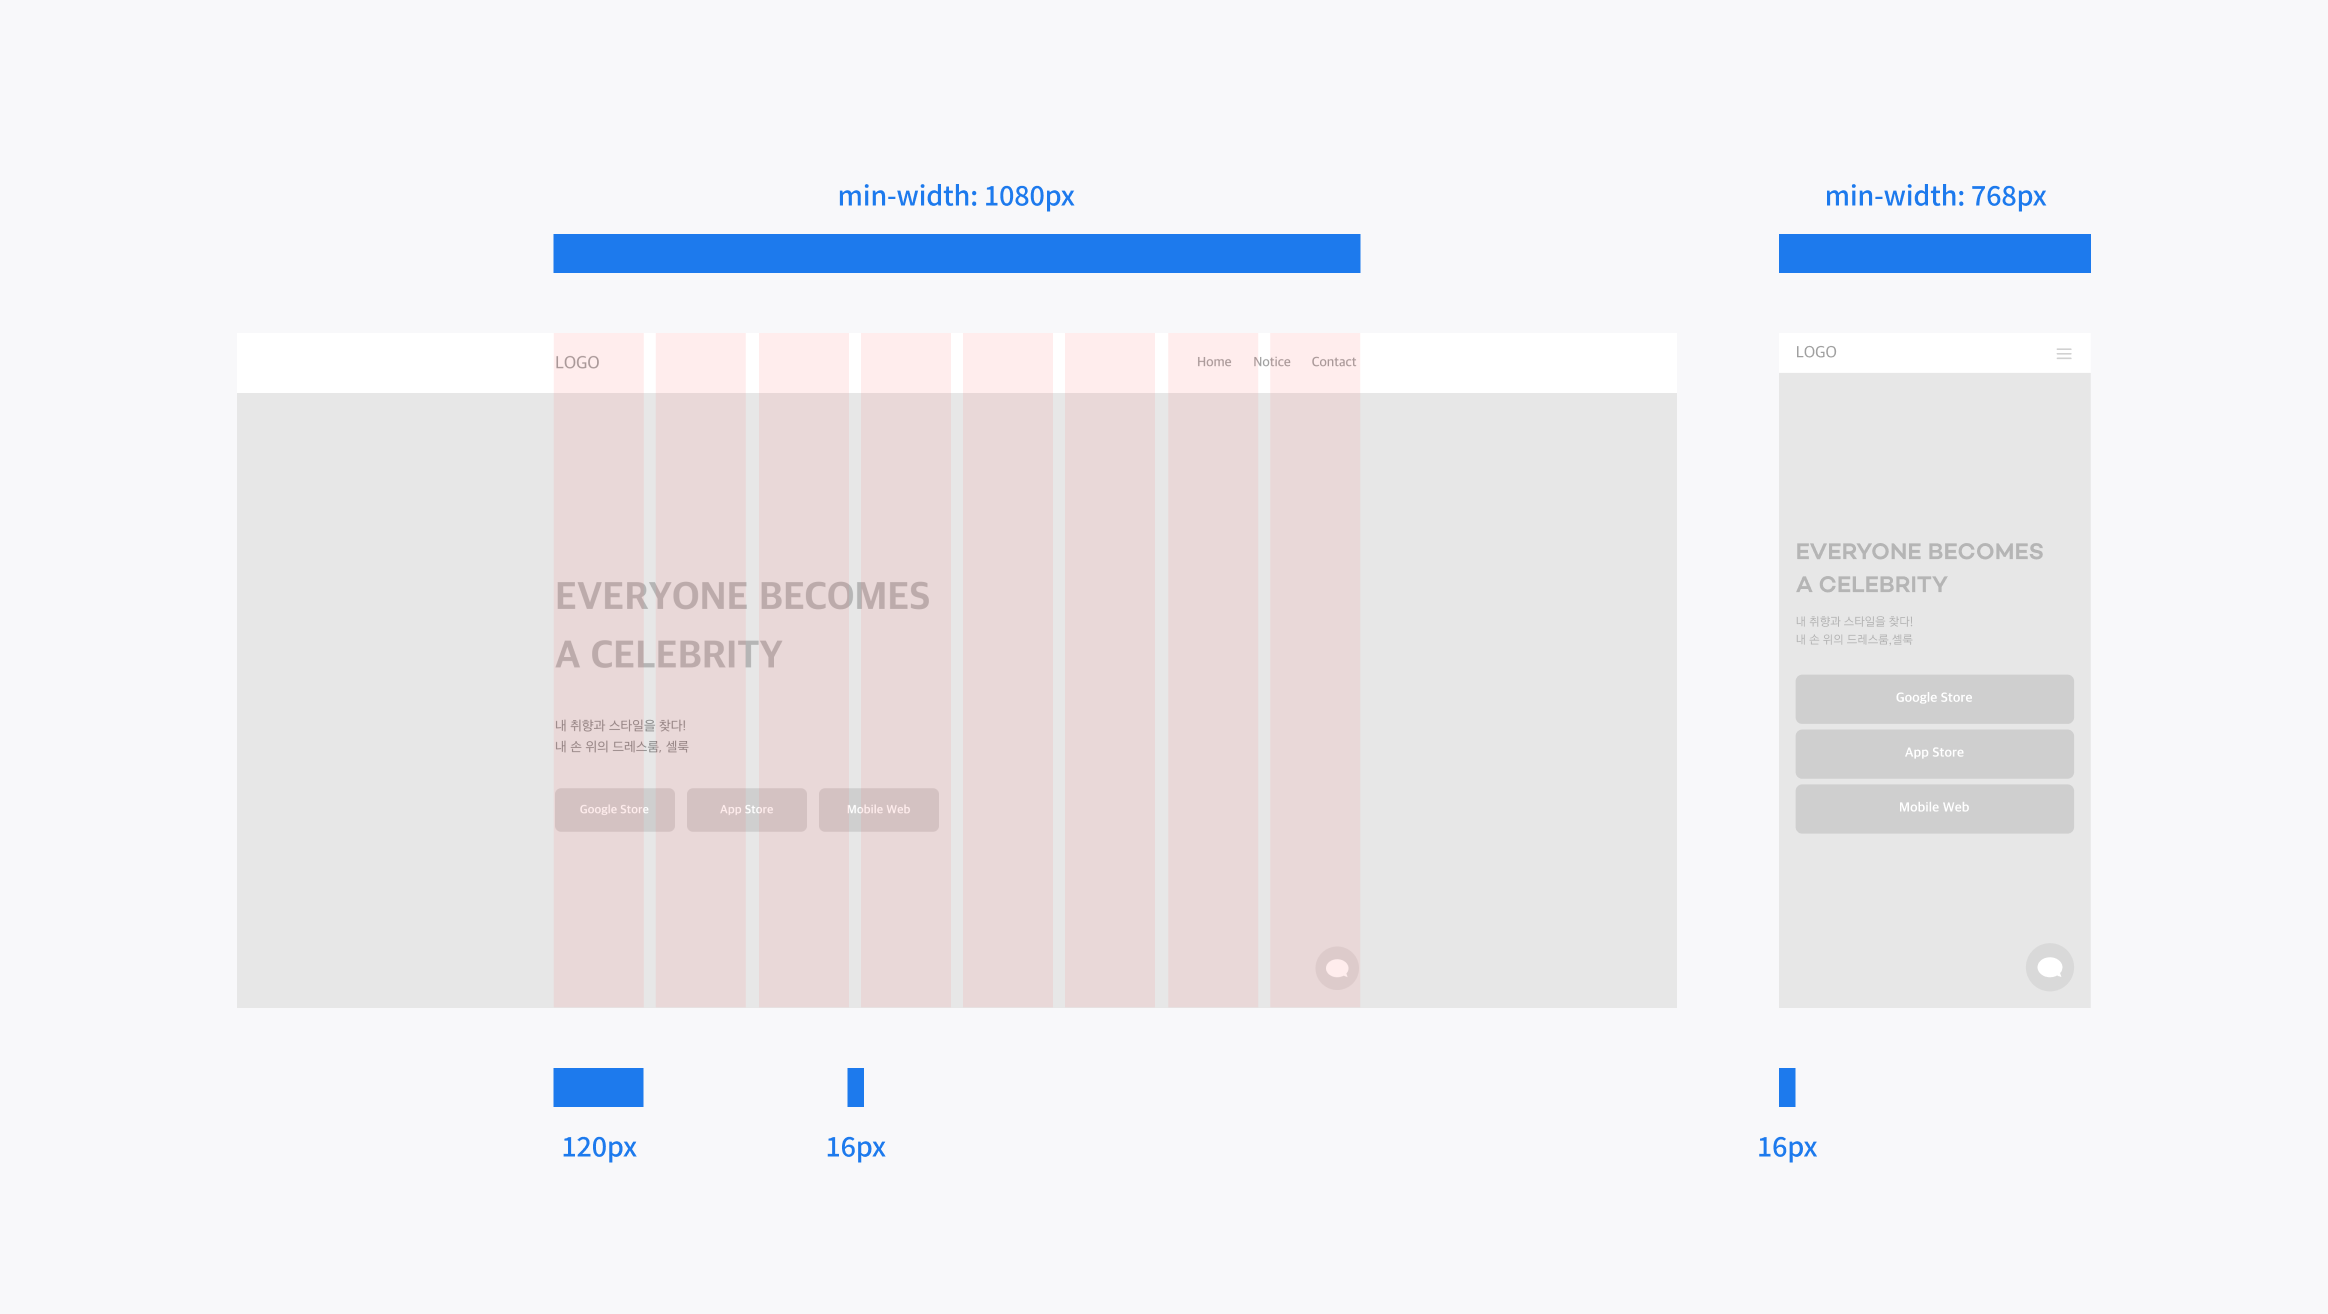 min-width: 1080px
min-width: 768px
LOGO
Home Notice Contact
EVERYONE BECOMES
A CELEBRITY
내 취향과 스타일을 찾다!
내 손 위의 드레스룸, 셀룩
Google Store
App Store
Mobile Web
LOGO
EVERYONE BECOMES
A CELEBRITY
내 취향과 스타일을 찾다!
내 손 위의 드레스룸,셀룩
Google Store
App Store
Mobile Web
120px
16px
16px